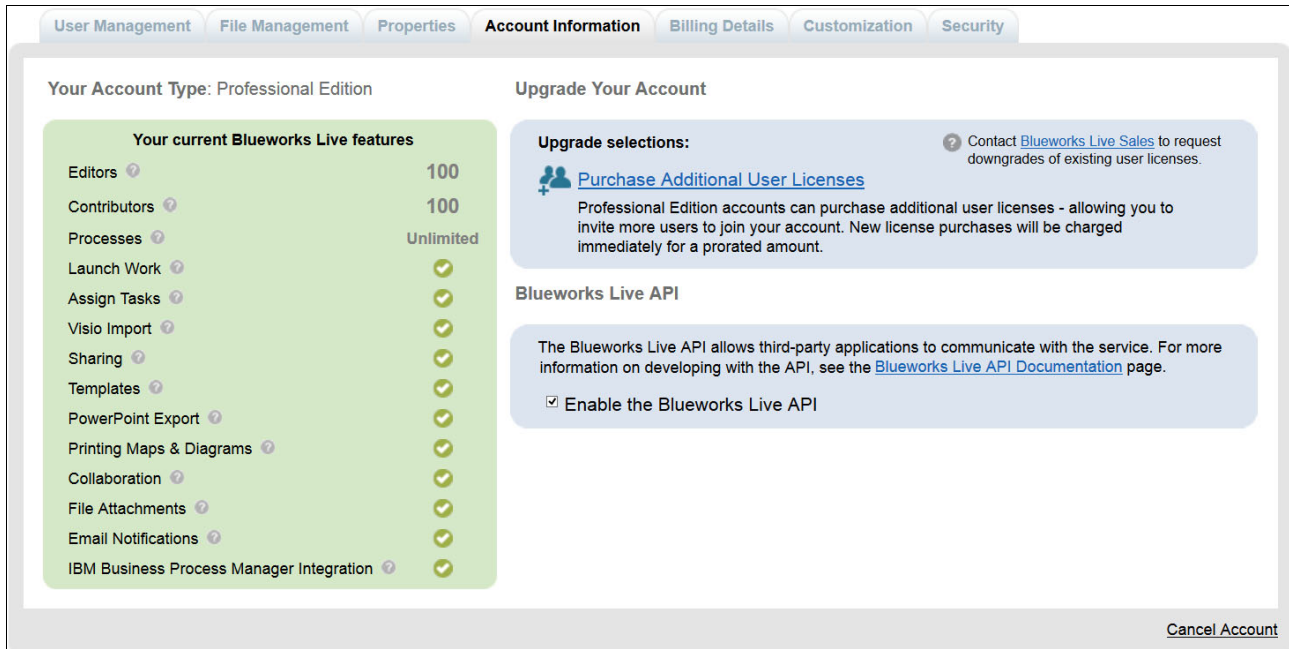 User Management File Management Properties Account Information Billing Details Customization Security
Your Account Type: Professional Edition
Your current Blueworks Live features
Editors ? 100
Contributors ? 100
Processes ? Unlimited
Launch Work ?
Assign Tasks ?
Visio Import ?
Sharing ?
Templates ?
PowerPoint Export ?
Printing Maps & Diagrams ?
Collaboration ?
File Attachments ?
Email Notifications ?
IBM Business Process Manager Integration ?
Upgrade Your Account
Upgrade selections:
? Contact Blueworks Live Sales to request
downgrades of existing user licenses.
Purchase Additional User Licenses
Professional Edition accounts can purchase additional user licenses - allowing you to
invite more users to join your account. New license purchases will be charged
immediately for a prorated amount.
Blueworks Live API
The Blueworks Live API allows third-party applications to communicate with the service. For more
information on developing with the API, see the Blueworks Live API Documentation page.
Enable the Blueworks Live API
Cancel Account